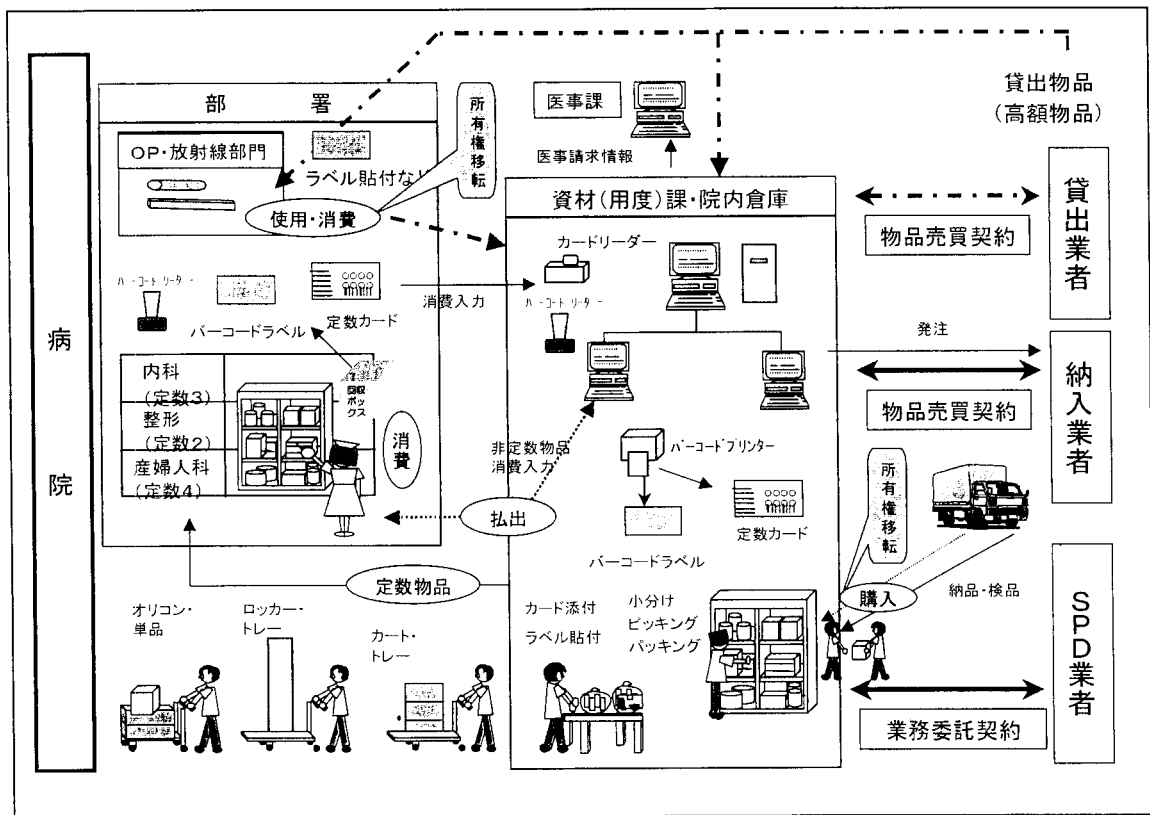 病院
部 署
OP・放射線部門
ラベル貼付など
使用・消費
所有権移転
バーコードリーダー
バーコードラベル
定数カード
消費入力
内科
(定数3)
整形
(定数2)
産婦人科
(定数4)
回収ボックス
消費
払出
非定数物品
消費入力
定数物品
オリコン・
単品
ロッカー・
トレー
カート・
トレー
医事課
医事請求情報
資材(用度)課・院内倉庫
カードリーダー
バーコードリーダー
バーコードプリンター
定数カード
バーコードラベル
カード添付
ラベル貼付
小分け
ピッキング
パッキング
貸出物品
(高額物品)
貸出業者
物品売買契約
発注
納入業者
物品売買契約
所有権移転
購入
納品・検品
SPD業者
業務委託契約